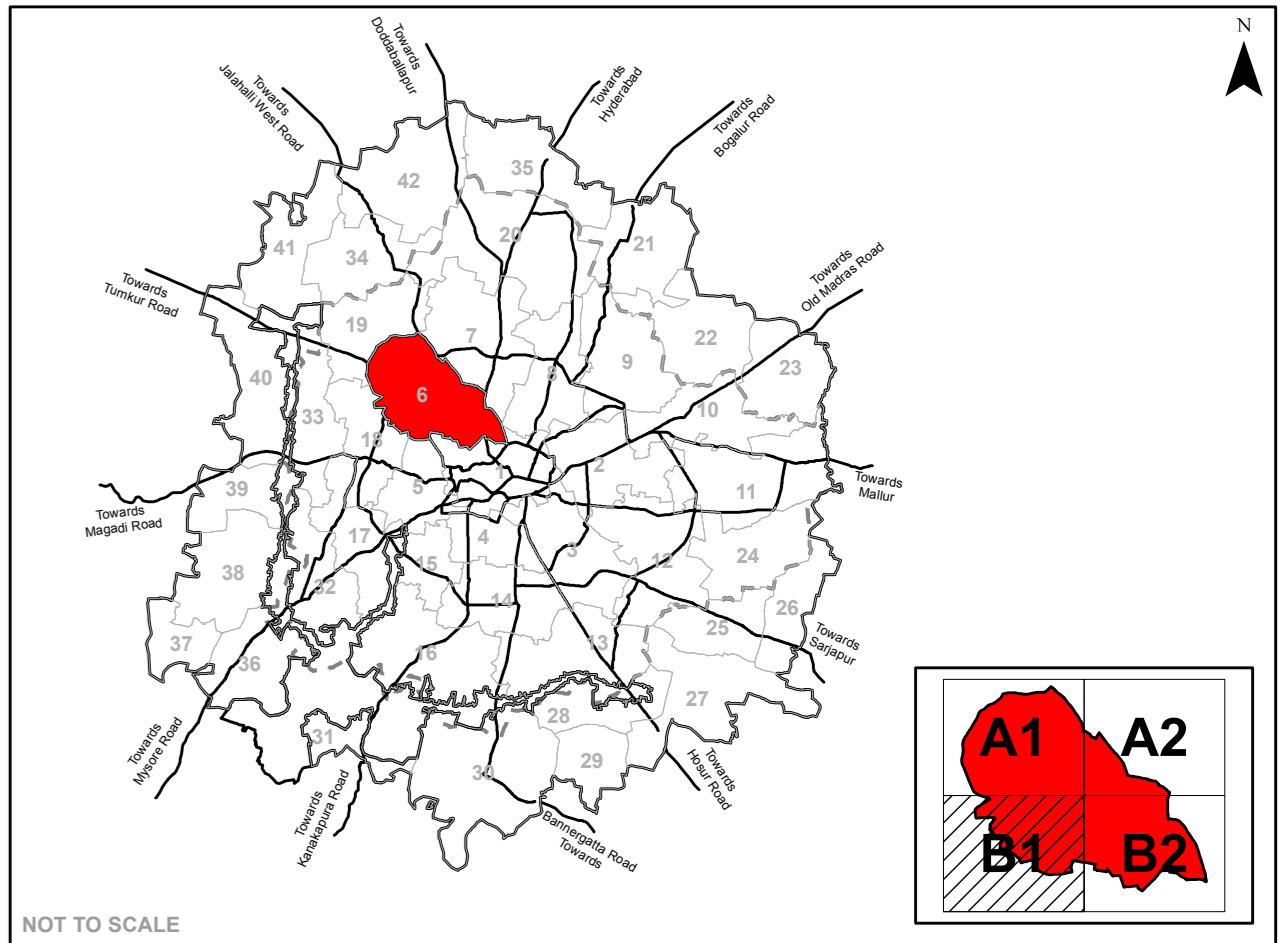 N
Towards
Doddaballapur
Towards
Jalahalli West Road
Towards
Hyderabad
Towards
Bogalur Road
35
42
20
21
41
34
Towards
Old Madras Road
Towards
Tumkur Road
19
7
22
9
23
8
40
6
10
33
18
1
2
5
11
39
Towards
Mallur
Towards
Magadi Road
17
4
3
24
15
12
38
32
14
26
25
13
37
16
36
Towards
Sarjapur
27
28
31
30
29
Towards
Mysore Road
Towards
Hosur Road
Towards
Kanakapura Road
Bannergatta Road
Towards
A1
A2
B1
B2
NOT TO SCALE